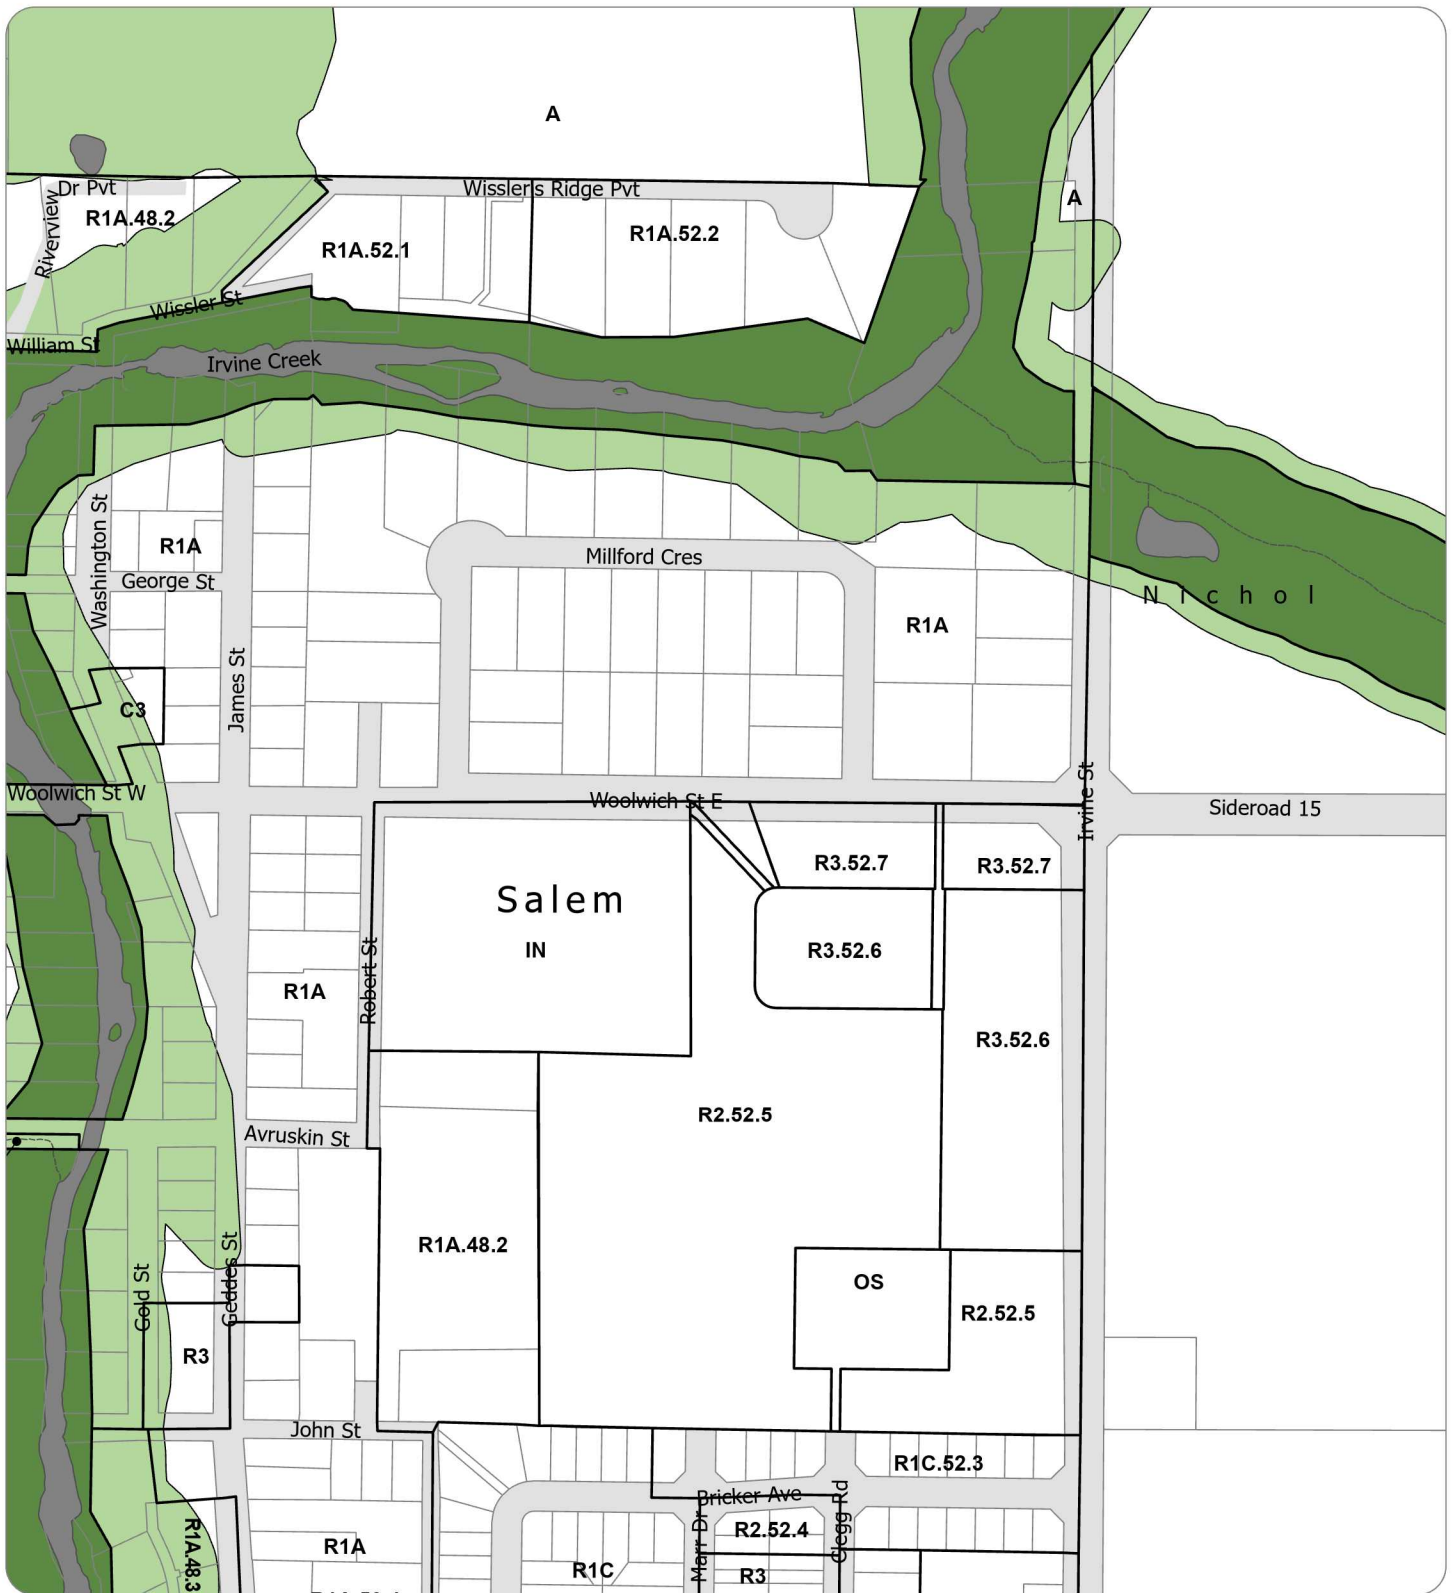 A
Dr Pvt
Wissler's Ridge Pvt
A
R1A.48.2
Riverview
R1A.52.1
R1A.52.2
Wissler St
William St
Irvine Creek
Washington St
R1A
Millford Cres
George St
Nichol
R1A
James St
C3
Woolwich St W
Woolwich St E
Irvine St
Sideroad 15
R3.52.7
R3.52.7
Salem
IN
R3.52.6
Robert St
R1A
R3.52.6
R2.52.5
Avruskin St
R1A.48.2
Geddes St
Gold St
OS
R2.52.5
R3
John St
R1C.52.3
Bricker Ave
Clegg Rd
Marr Dr
R2.52.4
R1A.48.3
R1A
R1C
R3